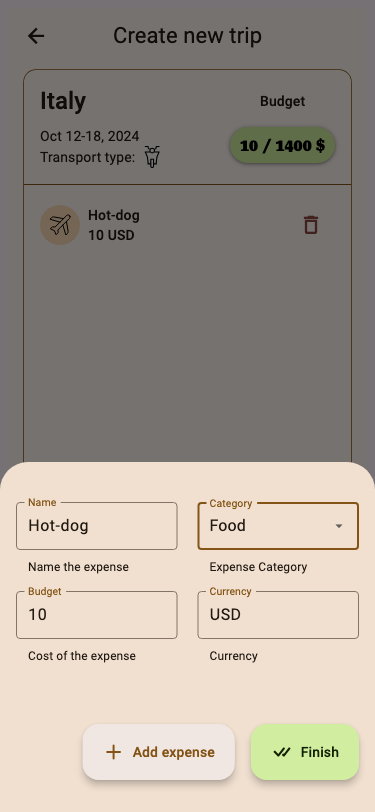 Create new trip
Italy
Budget
Oct 12-18, 2024
Transport type:
10 / 1400 $
Hot-dog
10 USD
Name
Hot-dog
Name the expense
Category
Food
Expense Category
Budget
10
Cost of the expense
Currency
USD
Currency
Add expense
Finish